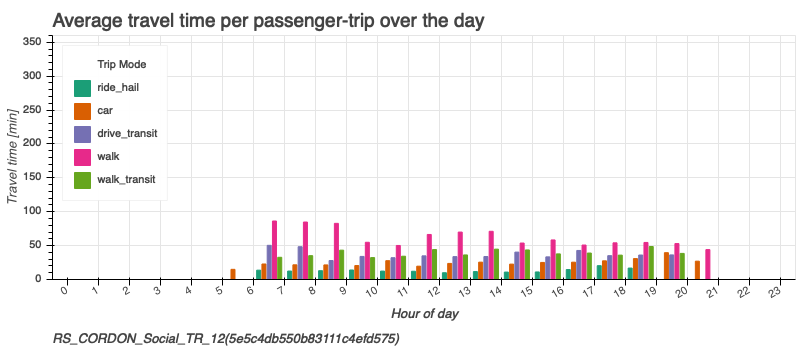 Average travel time per passenger-trip over the day
Travel time [min]
350
300
250
200
150
100
50
0
Trip Mode
ride_hail
car
drive_transit
walk
walk_transit
0 1 2 3 4 5 6 7 8 9 10 11 12 13 14 15 16 17 18 19 20 21 22 23
Hour of day
RS_CORDON_Social_TR_12(5e5c4db550b83111c4efd575)